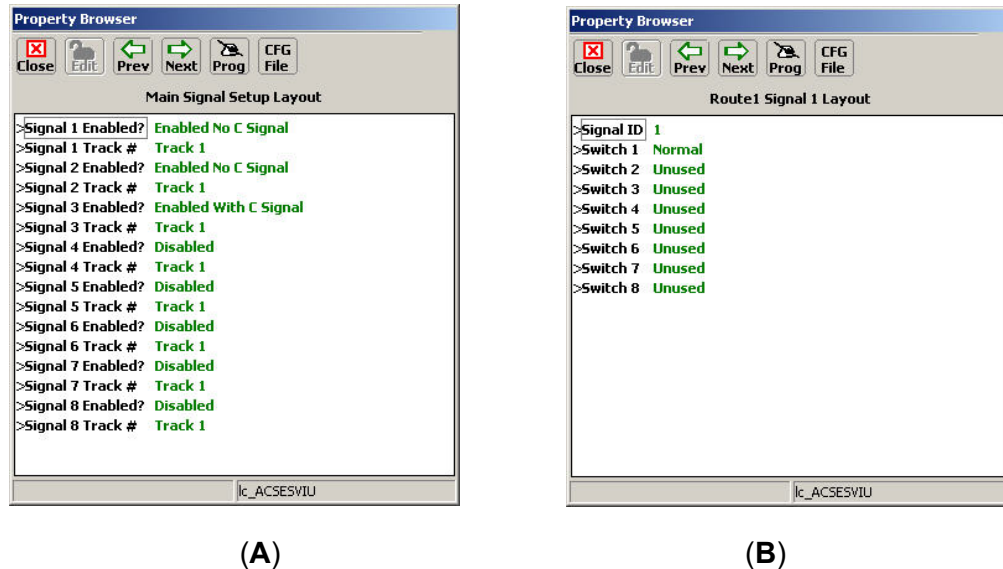 Property Browser
Close Edit Prev Next Prog CFG File
Main Signal Setup Layout
>Signal 1 Enabled? Enabled No C Signal
>Signal 1 Track # Track 1
>Signal 2 Enabled? Enabled No C Signal
>Signal 2 Track # Track 1
>Signal 3 Enabled? Enabled With C Signal
>Signal 3 Track # Track 1
>Signal 4 Enabled? Disabled
>Signal 4 Track # Track 1
>Signal 5 Enabled? Disabled
>Signal 5 Track # Track 1
>Signal 6 Enabled? Disabled
>Signal 6 Track # Track 1
>Signal 7 Enabled? Disabled
>Signal 7 Track # Track 1
>Signal 8 Enabled? Disabled
>Signal 8 Track # Track 1
lc_ACSESVIU
(A)
Property Browser
Close Edit Prev Next Prog CFG File
Route1 Signal 1 Layout
>Signal ID 1
>Switch 1 Normal
>Switch 2 Unused
>Switch 3 Unused
>Switch 4 Unused
>Switch 5 Unused
>Switch 6 Unused
>Switch 7 Unused
>Switch 8 Unused
lc_ACSESVIU
(B)